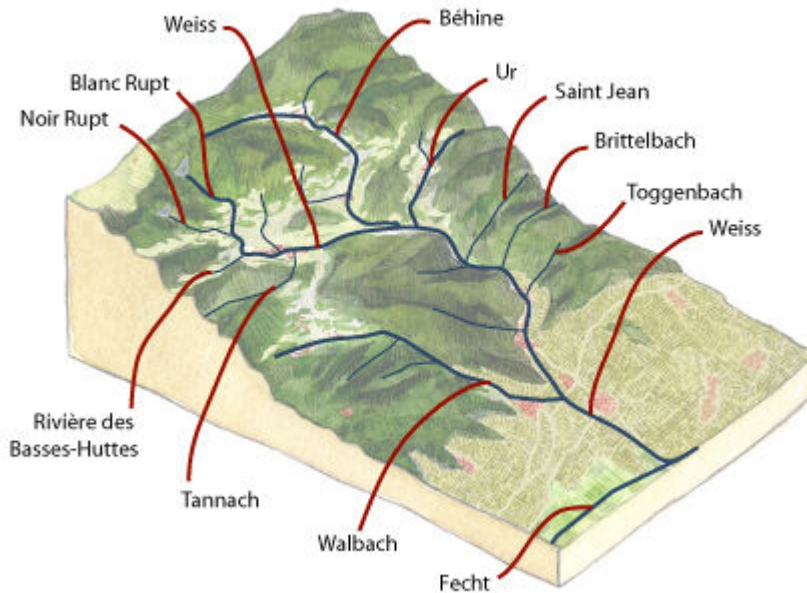 Weiss
Béhine
Blanc Rupt
Ur
Noir Rupt
Saint Jean
Brittelbach
Toggenbach
Weiss
Rivière des
Basses-Huttes
Tannach
Walbach
Fecht